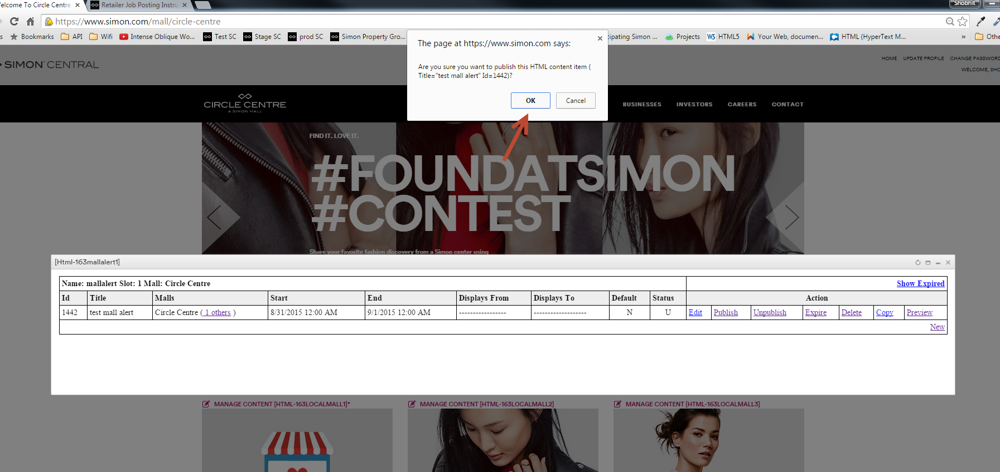 elcome To Circle Centre
Retailer Job Posting Instru
Shobhit
https://www.simon.com/mall/circle-centre
s Bookmarks API Wifi Intense Oblique Wo... Test SC Stage SC prod SC Simon Property Gro... cipating Simon ... Projects HTML5 Your Web, documen... HTML (HyperText M... » Othe
The page at https://www.simon.com says:
Are you sure you want to publish this HTML content item (
Title="test mall alert" Id=1442)?
OK Cancel
SIMON™ CENTRAL
HOME UPDATE PROFILE CHANGE PASSWORD
WELCOME, SHO
CIRCLE CENTRE
A SIMON MALL
BUSINESSES INVESTORS CAREERS CONTACT
FIND IT. LOVE IT.
#FOUNDATSIMON
#CONTEST
Share your favorite fashion discovery from a Simon center using
[Html-163mallalert1]
Name: mallalert Slot: 1 Mall: Circle Centre Show Expired
Id Title Malls Start End Displays From Displays To Default Status Action
1442 test mall alert Circle Centre ( 1 others ) 8/31/2015 12:00 AM 9/1/2015 12:00 AM ----------------- ------------------- N U Edit Publish Unpublish Expire Delete Copy Preview
New
MANAGE CONTENT [HTML-163LOCALMALL1]* MANAGE CONTENT [HTML-163LOCALMALL2] MANAGE CONTENT [HTML-163LOCALMALL3]